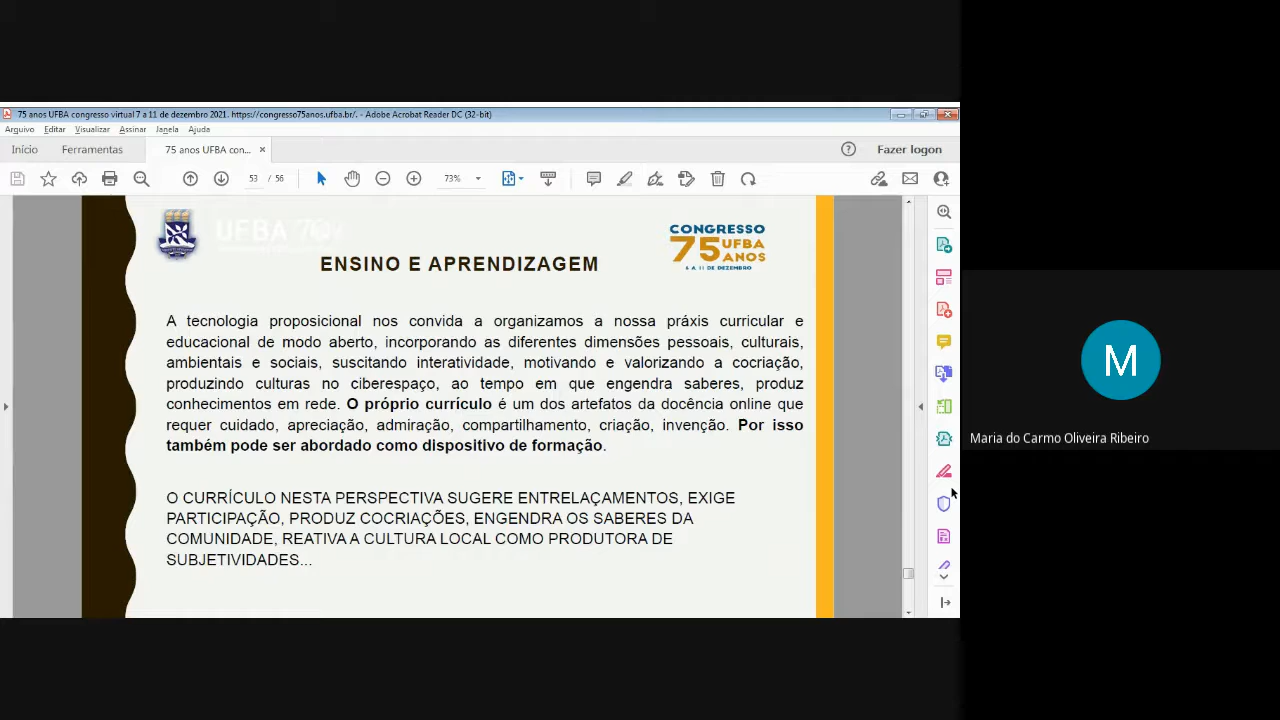 75 anos UFBA congresso virtual 7 a 11 de dezembro 2021. https://congresso75anos.ufba.br/. - Adobe Acrobat Reader DC (32-bit)
Arquivo Editar Visualizar Assinar Janela Ajuda
Início Ferramentas 75 anos UFBA con... × Fazer logon
53 / 56 73%
UFBA 70
CONGRESSO
75 UFBA
ANOS
6 A 11 DE DEZEMBRO
ENSINO E APRENDIZAGEM
A tecnologia proposicional nos convida a organizamos a nossa práxis curricular e
educacional de modo aberto, incorporando as diferentes dimensões pessoais, culturais,
ambientais e sociais, suscitando interatividade, motivando e valorizando a cocriação,
produzindo culturas no ciberespaço, ao tempo em que engendra saberes, produz
conhecimentos em rede. O próprio currículo é um dos artefatos da docência online que
requer cuidado, apreciação, admiração, compartilhamento, criação, invenção. Por isso
também pode ser abordado como dispositivo de formação.
O CURRÍCULO NESTA PERSPECTIVA SUGERE ENTRELAÇAMENTOS, EXIGE
PARTICIPAÇÃO, PRODUZ COCRIAÇÕES, ENGENDRA OS SABERES DA
COMUNIDADE, REATIVA A CULTURA LOCAL COMO PRODUTORA DE
SUBJETIVIDADES...
M
Maria do Carmo Oliveira Ribeiro